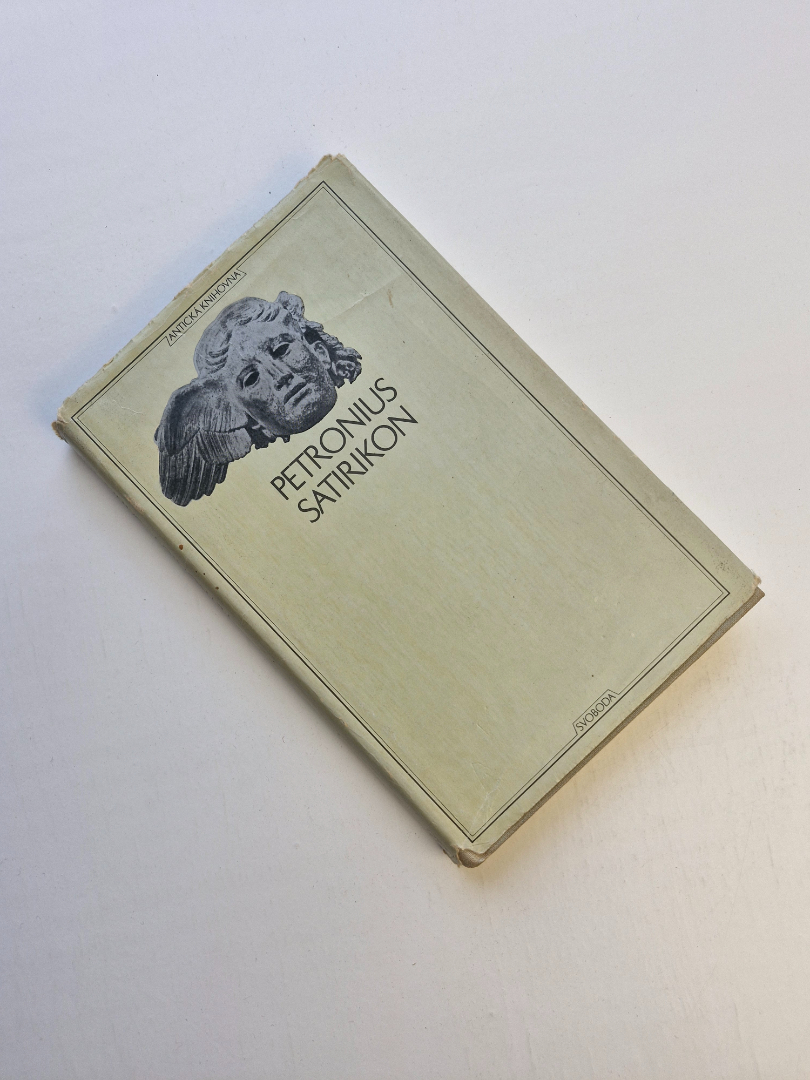 ANTICKÁ KNIHOVNA
PETRONIUS
SATIRIKON
SVOBODA